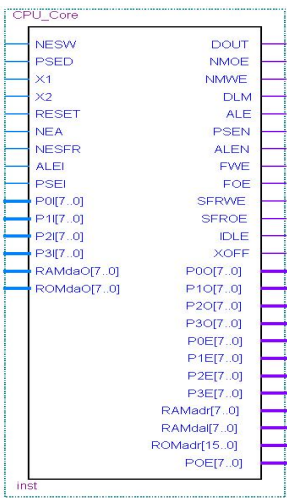 CPU_Core
NESW DOUT
PSED NMOE
X1 NMWE
X2 DLM
RESET ALE
NEA PSEN
NESFR ALEN
ALEI FWE
PSEI FOE
P0I[7..0] SFRWE
P1I[7..0] SFROE
P2I[7..0] IDLE
P3I[7..0] XOFF
RAMdaO[7..0] P0O[7..0]
ROMdaO[7..0] P1O[7..0]
P2O[7..0]
P3O[7..0]
P0E[7..0]
P1E[7..0]
P2E[7..0]
P3E[7..0]
RAMadr[7..0]
RAMdaI[7..0]
ROMadr[15..0]
POE[7..0]
inst